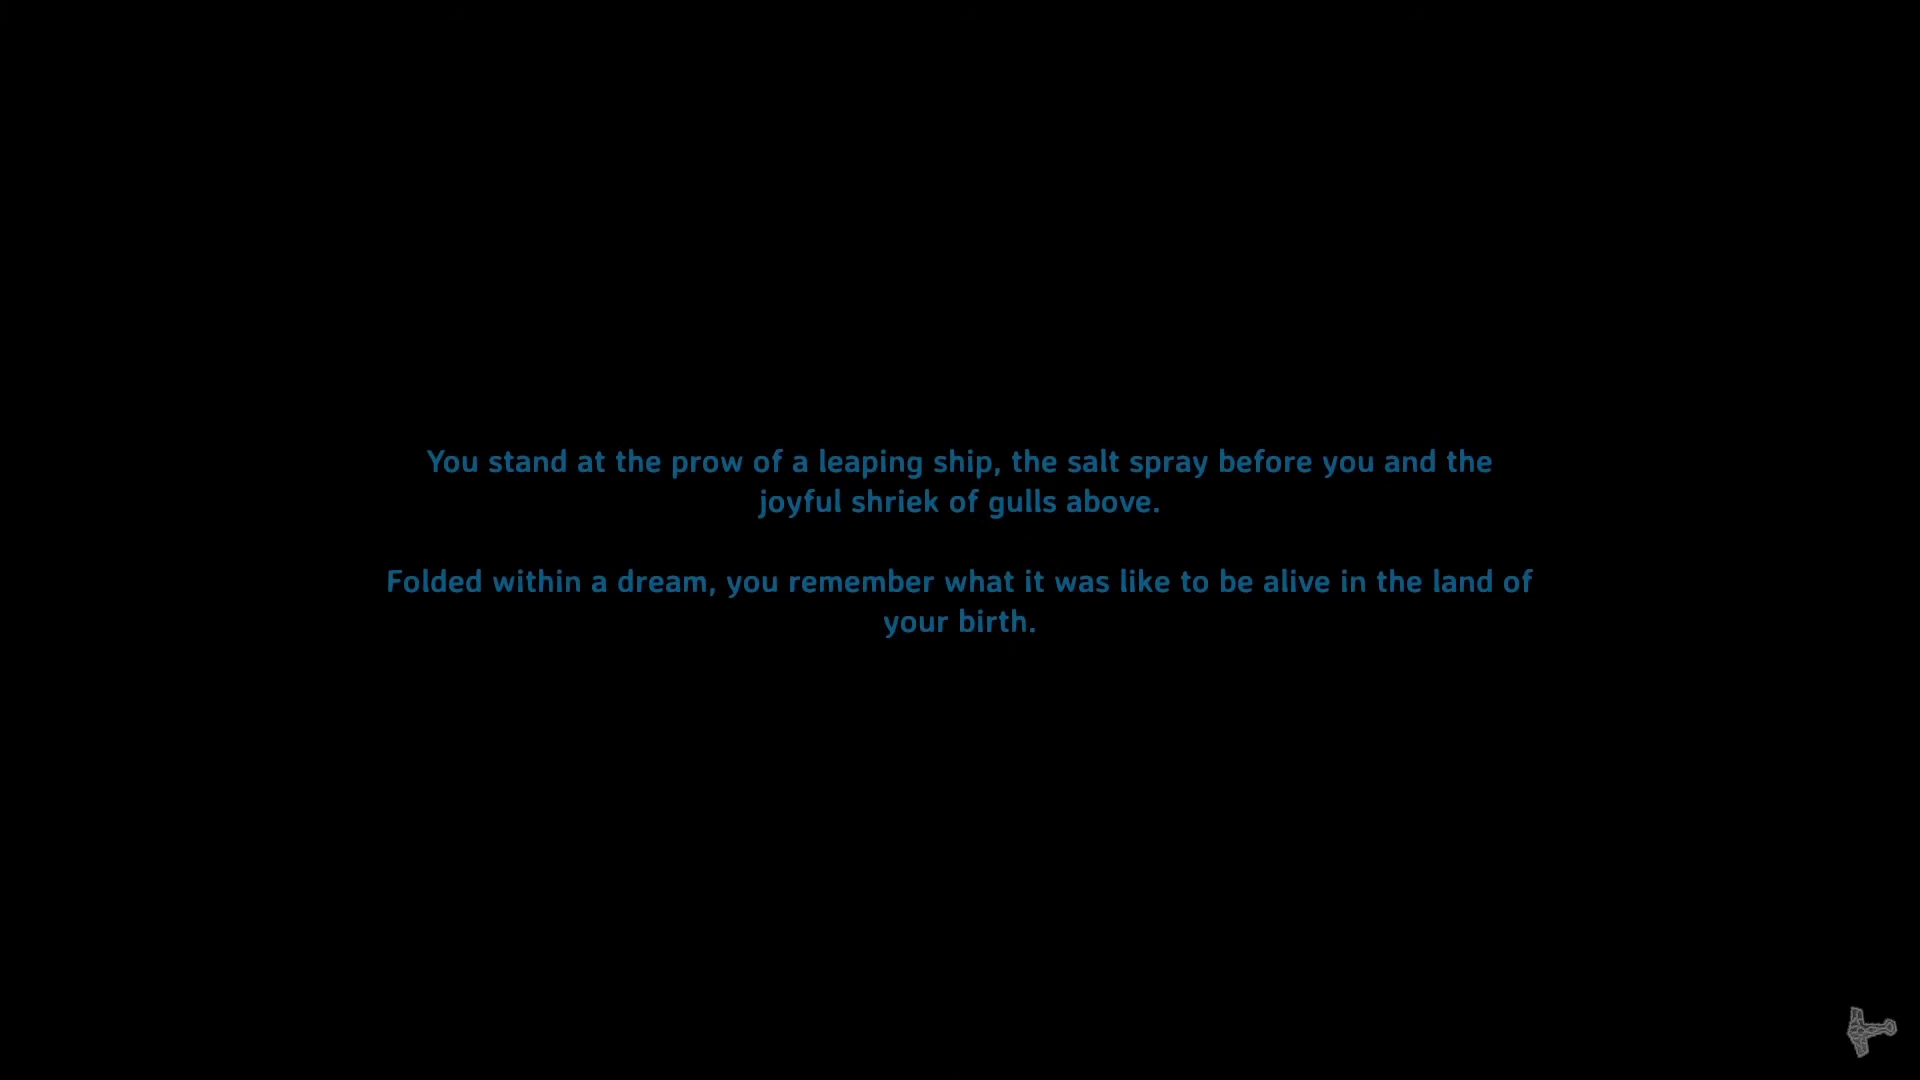 You stand at the prow of a leaping ship, the salt spray before you and the
joyful shriek of gulls above.
Folded within a dream, you remember what it was like to be alive in the land of
your birth.